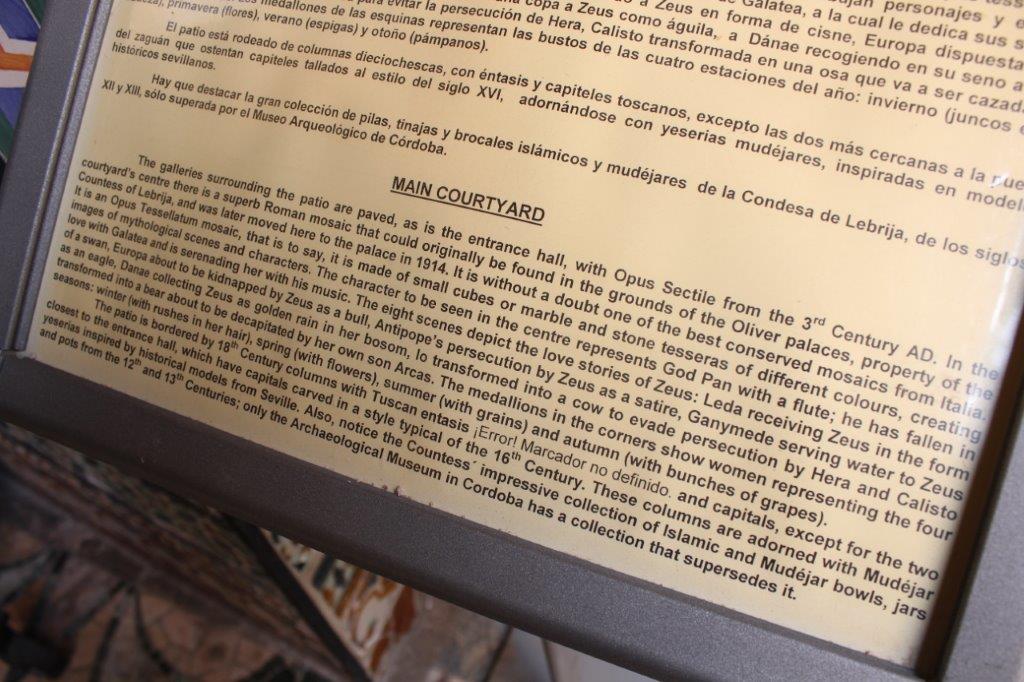 personajes y e
Galatea, a la cual le dedica sus s
copa a Zeus como águila, a Dánae recogiendo en su seno a
para evitar la persecución de Hera, Calisto transformada en una osa que va a ser cazad
medallones de las esquinas representan los bustos de las cuatro estaciones del año: invierno (juncos
primavera (flores), verano (espigas) y otoño (pámpanos).
El patio está rodeado de columnas dieciochescas, con éntasis y capiteles toscanos, excepto las dos más cercanas a la pue
del zaguán que ostentan capiteles tallados al estilo del siglo XVI, adornándose con yeserías mudéjares, inspiradas en model
históricos sevillanos.
Hay que destacar la gran colección de pilas, tinajas y brocales islámicos y mudéjares de la Condesa de Lebrija, de los siglos
XII y XIII, sólo superada por el Museo Arqueológico de Córdoba.
MAIN COURTYARD
The galleries surrounding the patio are paved, as is the entrance hall, with Opus Sectile from the 3rd Century AD. In the
courtyard's centre there is a superb Roman mosaic that could originally be found in the grounds of the Oliver palaces, property of the
Countess of Lebrija, and was later moved here to the palace in 1914. It is without a doubt one of the best conserved mosaics from Italia.
It is an Opus Tessellatum mosaic, that is to say, it is made of small cubes or marble and stone tesseras of different colours, creating
images of mythological scenes and characters. The character to be seen in the centre represents God Pan with a flute; he has fallen in
love with Galatea and is serenading her with his music. The eight scenes depict the love stories of Zeus: Leda receiving Zeus in the form
of a swan, Europa about to be kidnapped by Zeus as a bull, Antipope's persecution by Zeus as a satire, Ganymede serving water to Zeus
as an eagle, Danae collecting Zeus as golden rain in her bosom, Io transformed into a cow to evade persecution by Hera and Calisto
transformed into a bear about to be decapitated by her own son Arcas. The medallions in the corners show women representing the four
seasons: winter (with rushes in her hair), spring (with flowers), summer (with grains) and autumn (with bunches of grapes).
The patio is bordered by 18th Century columns with Tuscan entasis ¡Error! Marcador no definido. and capitals, except for the two
closest to the entrance hall, which have capitals carved in a style typical of the 16th Century. These columns are adorned with Mudéjar
yeserias inspired by historical models from Seville. Also, notice the Countess´ impressive collection of Islamic and Mudéjar bowls, jars
and pots from the 12th and 13th Centuries; only the Archaeological Museum in Cordoba has a collection that supersedes it.